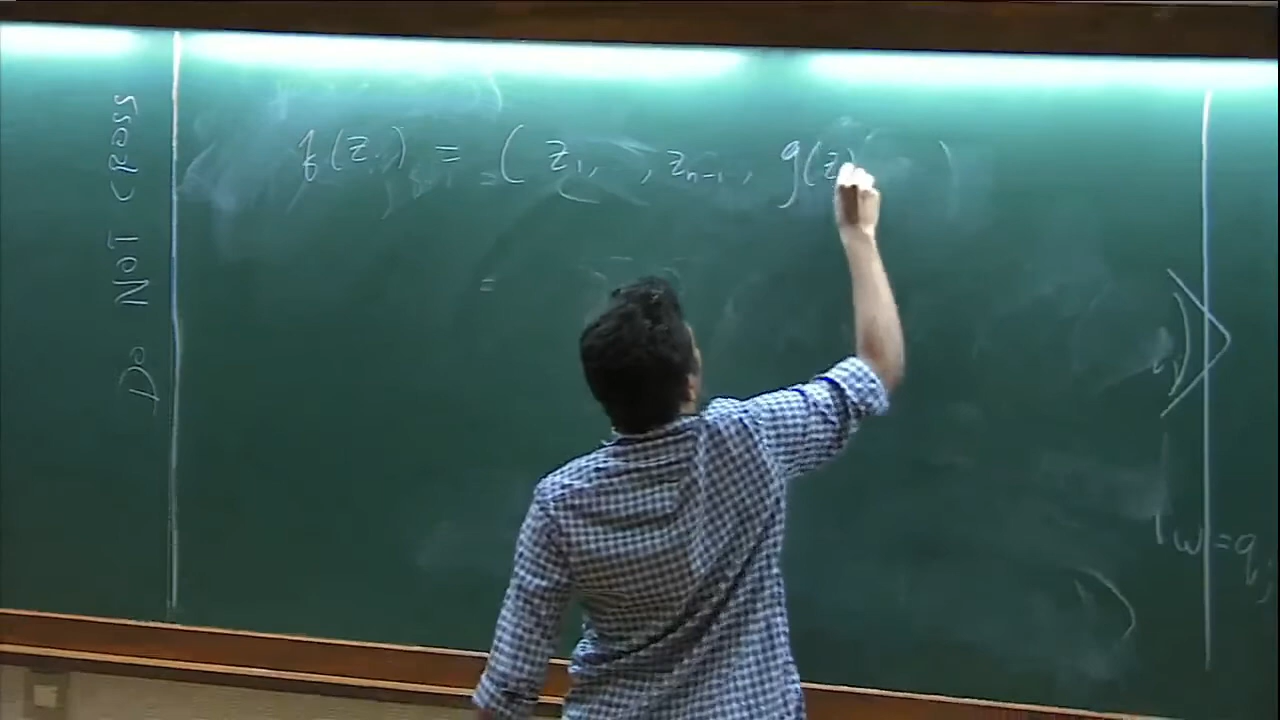 DO NOT CROSS
f(z) = ( z₁, .. , zₙ₋₁ , g(z) )
=
w = q